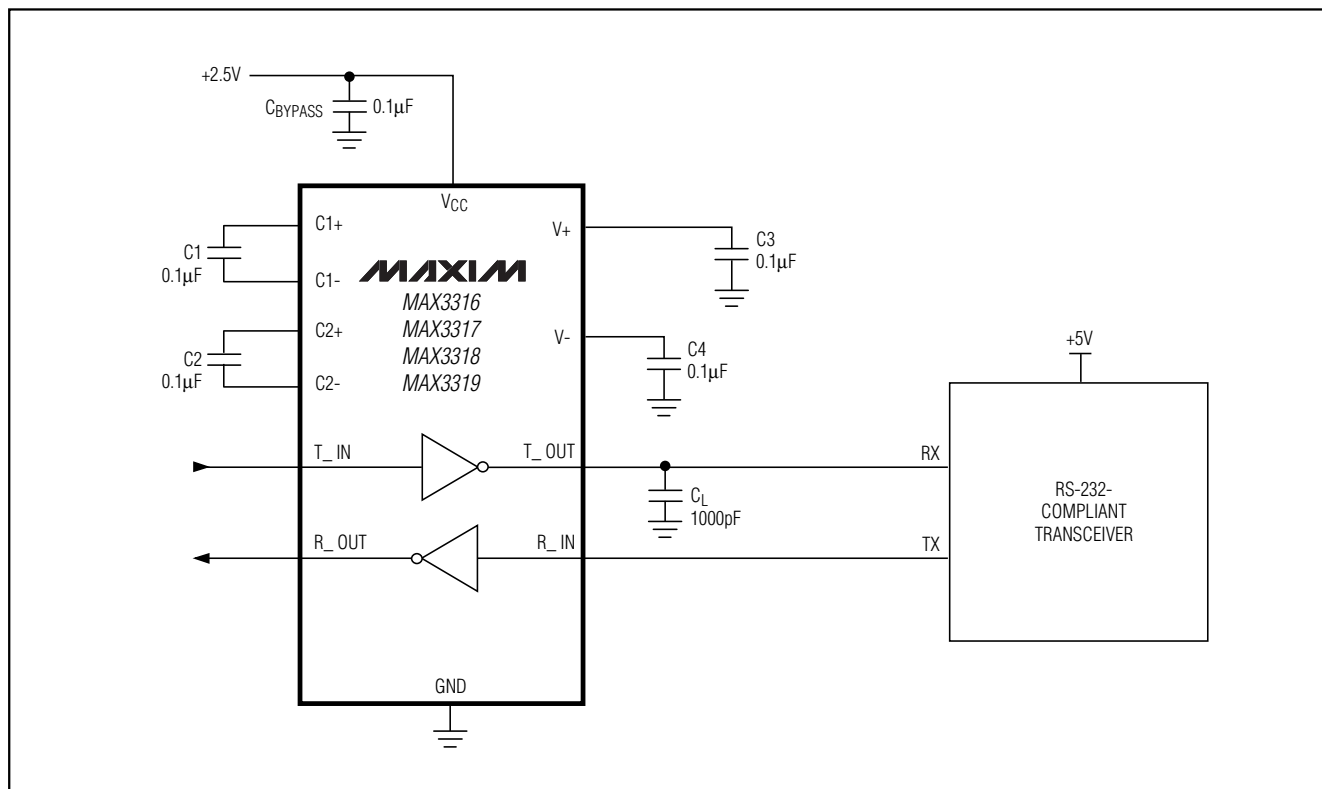 +2.5V
CBYPASS
0.1µF
VCC
C1+
V+
C1
0.1µF
C3
0.1µF
C1-
MAXIM
MAX3316
MAX3317
MAX3318
MAX3319
C2+
V-
C2
0.1µF
C4
0.1µF
C2-
+5V
T_ IN
T_ OUT
RX
CL
1000pF
RS-232-
COMPLIANT
TRANSCEIVER
R_ OUT
R_ IN
TX
GND